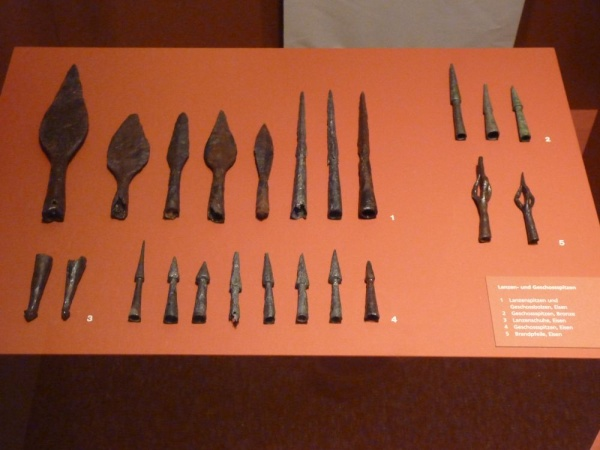 1
2
5
3
4
Lanzen- und Geschossspitzen
1 Lanzenspitzen und
Geschossbolzen, Eisen
2 Geschossspitzen, Bronze
3 Lanzenschuhe, Eisen
4 Geschossspitzen, Eisen
5 Brandpfeile, Eisen